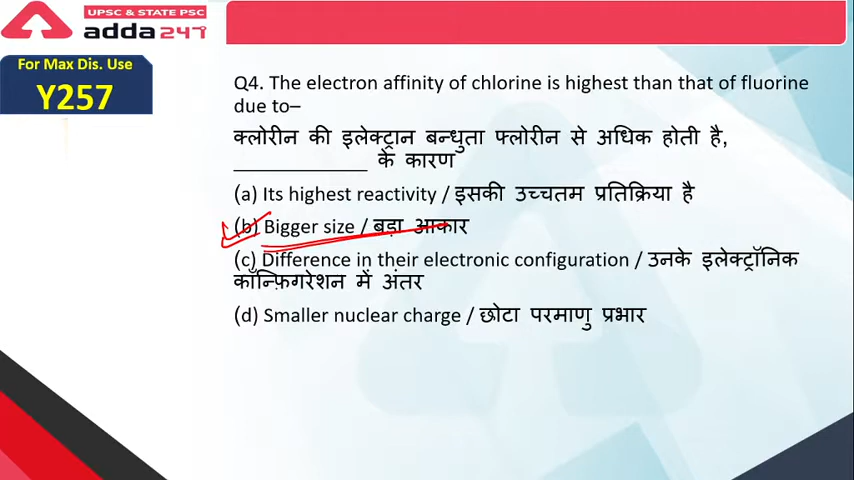 UPSC & STATE PSC
adda247
For Max Dis. Use
Y257
Q4. The electron affinity of chlorine is highest than that of fluorine
due to–
क्लोरीन की इलेक्ट्रान बन्धुता फ्लोरीन से अधिक होती है,
_____________ के कारण
(a) Its highest reactivity / इसकी उच्चतम प्रतिक्रिया है
(b) Bigger size / बड़ा आकार
(c) Difference in their electronic configuration / उनके इलेक्ट्रॉनिक
कॉन्फ़िगरेशन में अंतर
(d) Smaller nuclear charge / छोटा परमाणु प्रभार